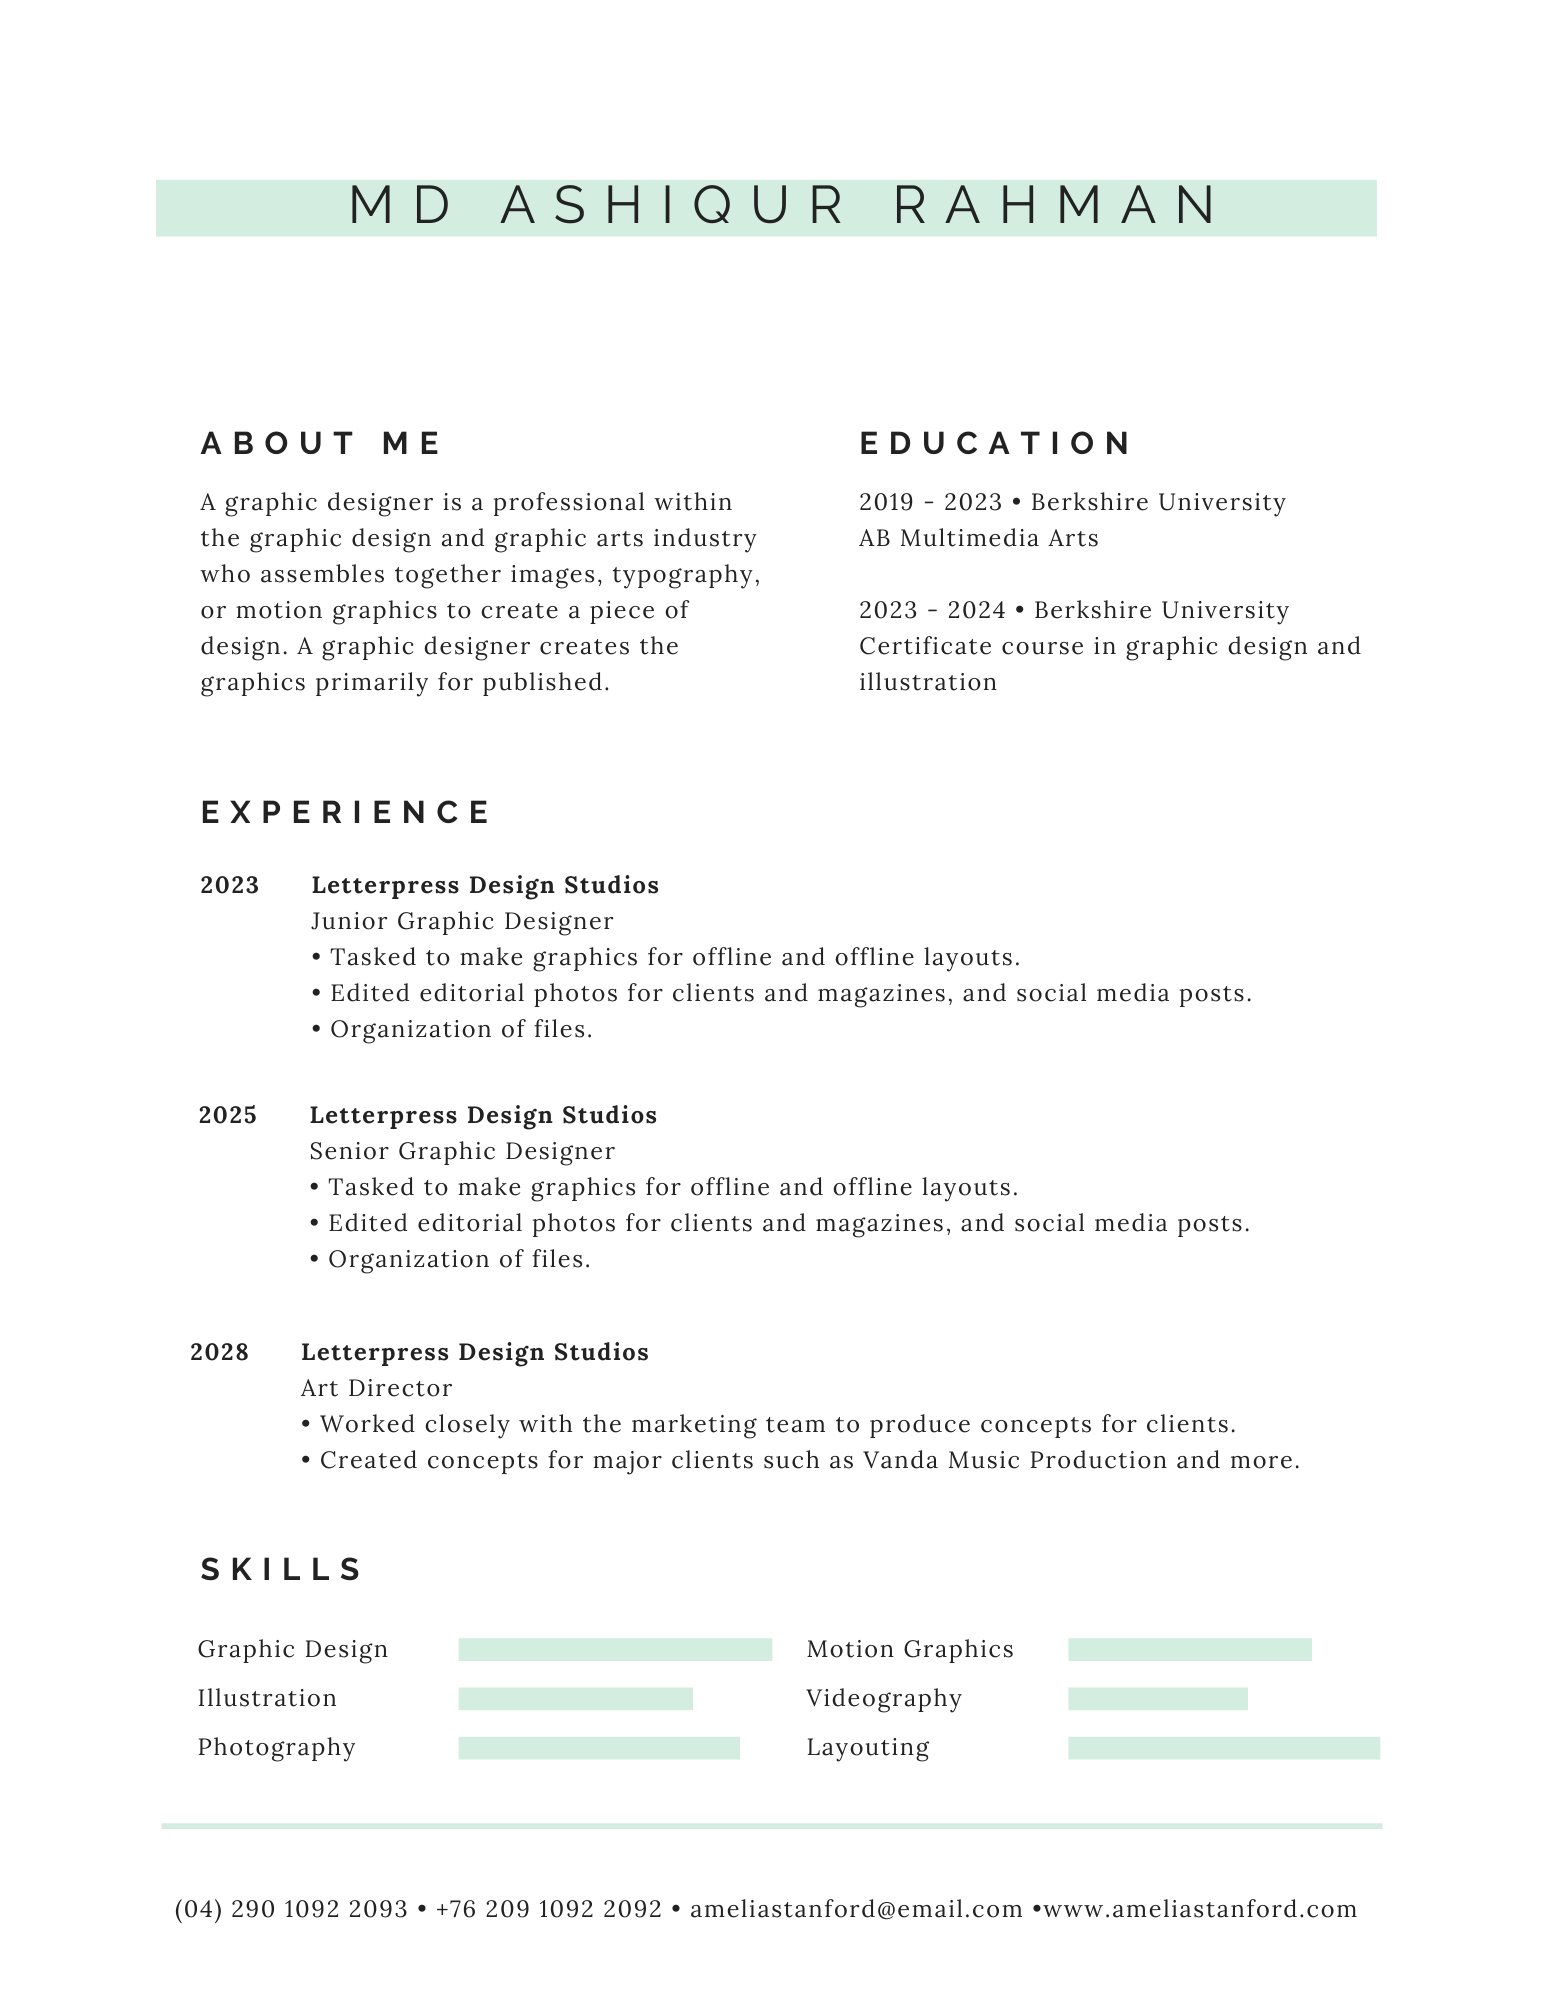 MD ASHIQUR RAHMAN
ABOUT ME
A graphic designer is a professional within
the graphic design and graphic arts industry
who assembles together images, typography,
or motion graphics to create a piece of
design. A graphic designer creates the
graphics primarily for published.
EDUCATION
2019 - 2023 • Berkshire University
AB Multimedia Arts
2023 - 2024 • Berkshire University
Certificate course in graphic design and
illustration
EXPERIENCE
2023 Letterpress Design Studios
Junior Graphic Designer
• Tasked to make graphics for offline and offline layouts.
• Edited editorial photos for clients and magazines, and social media posts.
• Organization of files.
2025 Letterpress Design Studios
Senior Graphic Designer
• Tasked to make graphics for offline and offline layouts.
• Edited editorial photos for clients and magazines, and social media posts.
• Organization of files.
2028 Letterpress Design Studios
Art Director
• Worked closely with the marketing team to produce concepts for clients.
• Created concepts for major clients such as Vanda Music Production and more.
SKILLS
Graphic Design
Illustration
Photography
Motion Graphics
Videography
Layouting
(04) 290 1092 2093 • +76 209 1092 2092 • ameliastanford@email.com •www.ameliastanford.com